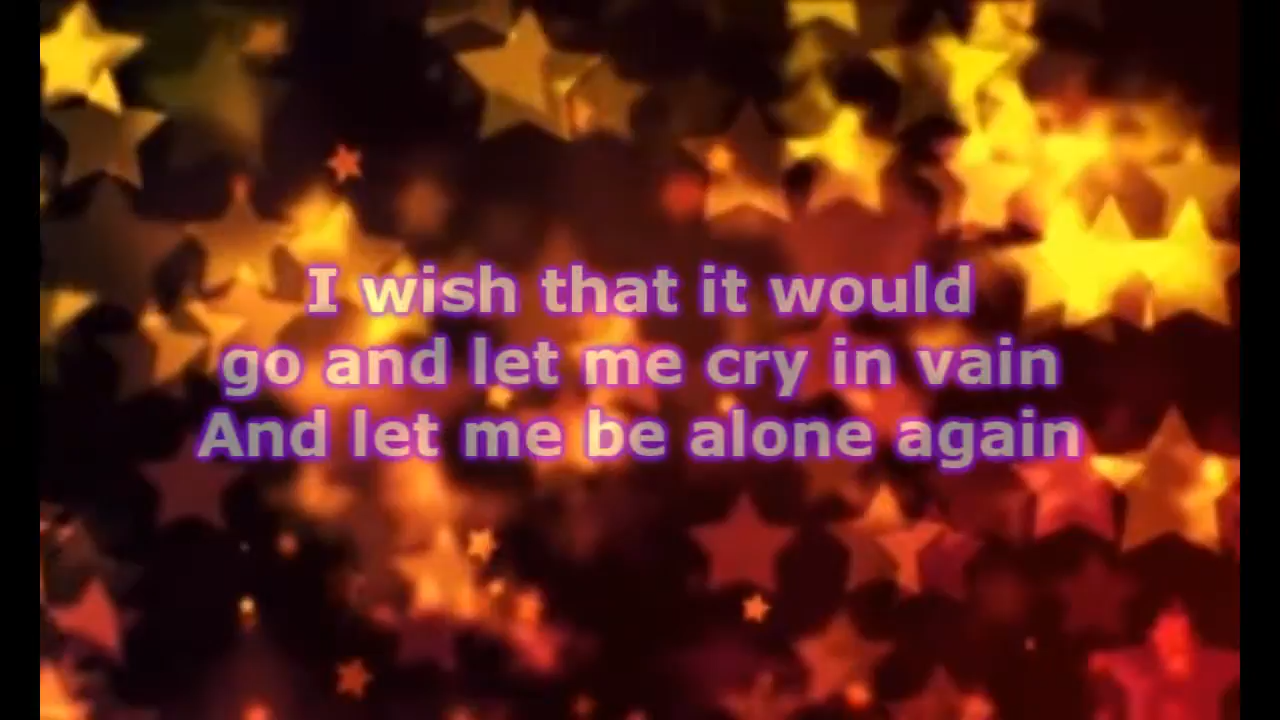 I wish that it would
go and let me cry in vain
And let me be alone again